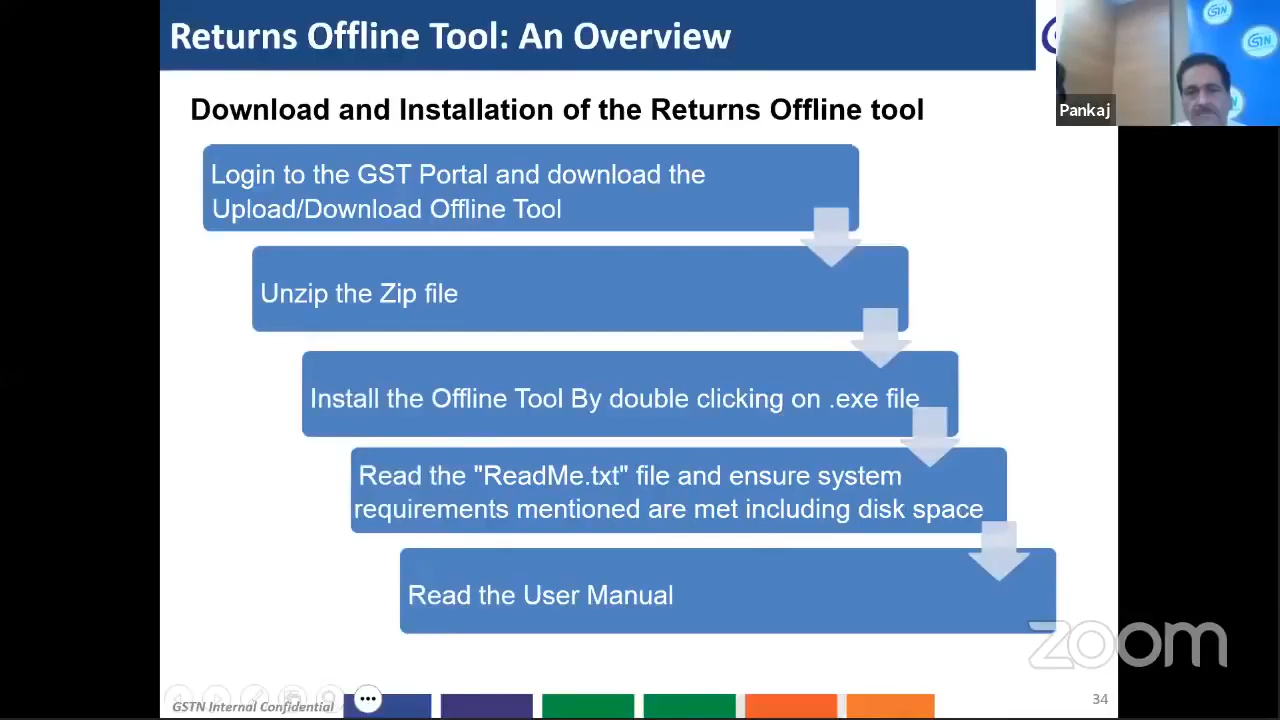 Returns Offline Tool: An Overview
GSTN
Pankaj
Download and Installation of the Returns Offline tool
Login to the GST Portal and download the
Upload/Download Offline Tool
Unzip the Zip file
Install the Offline Tool By double clicking on .exe file
Read the "ReadMe.txt" file and ensure system
requirements mentioned are met including disk space
Read the User Manual
zoom
GSTN Internal Confidential
34